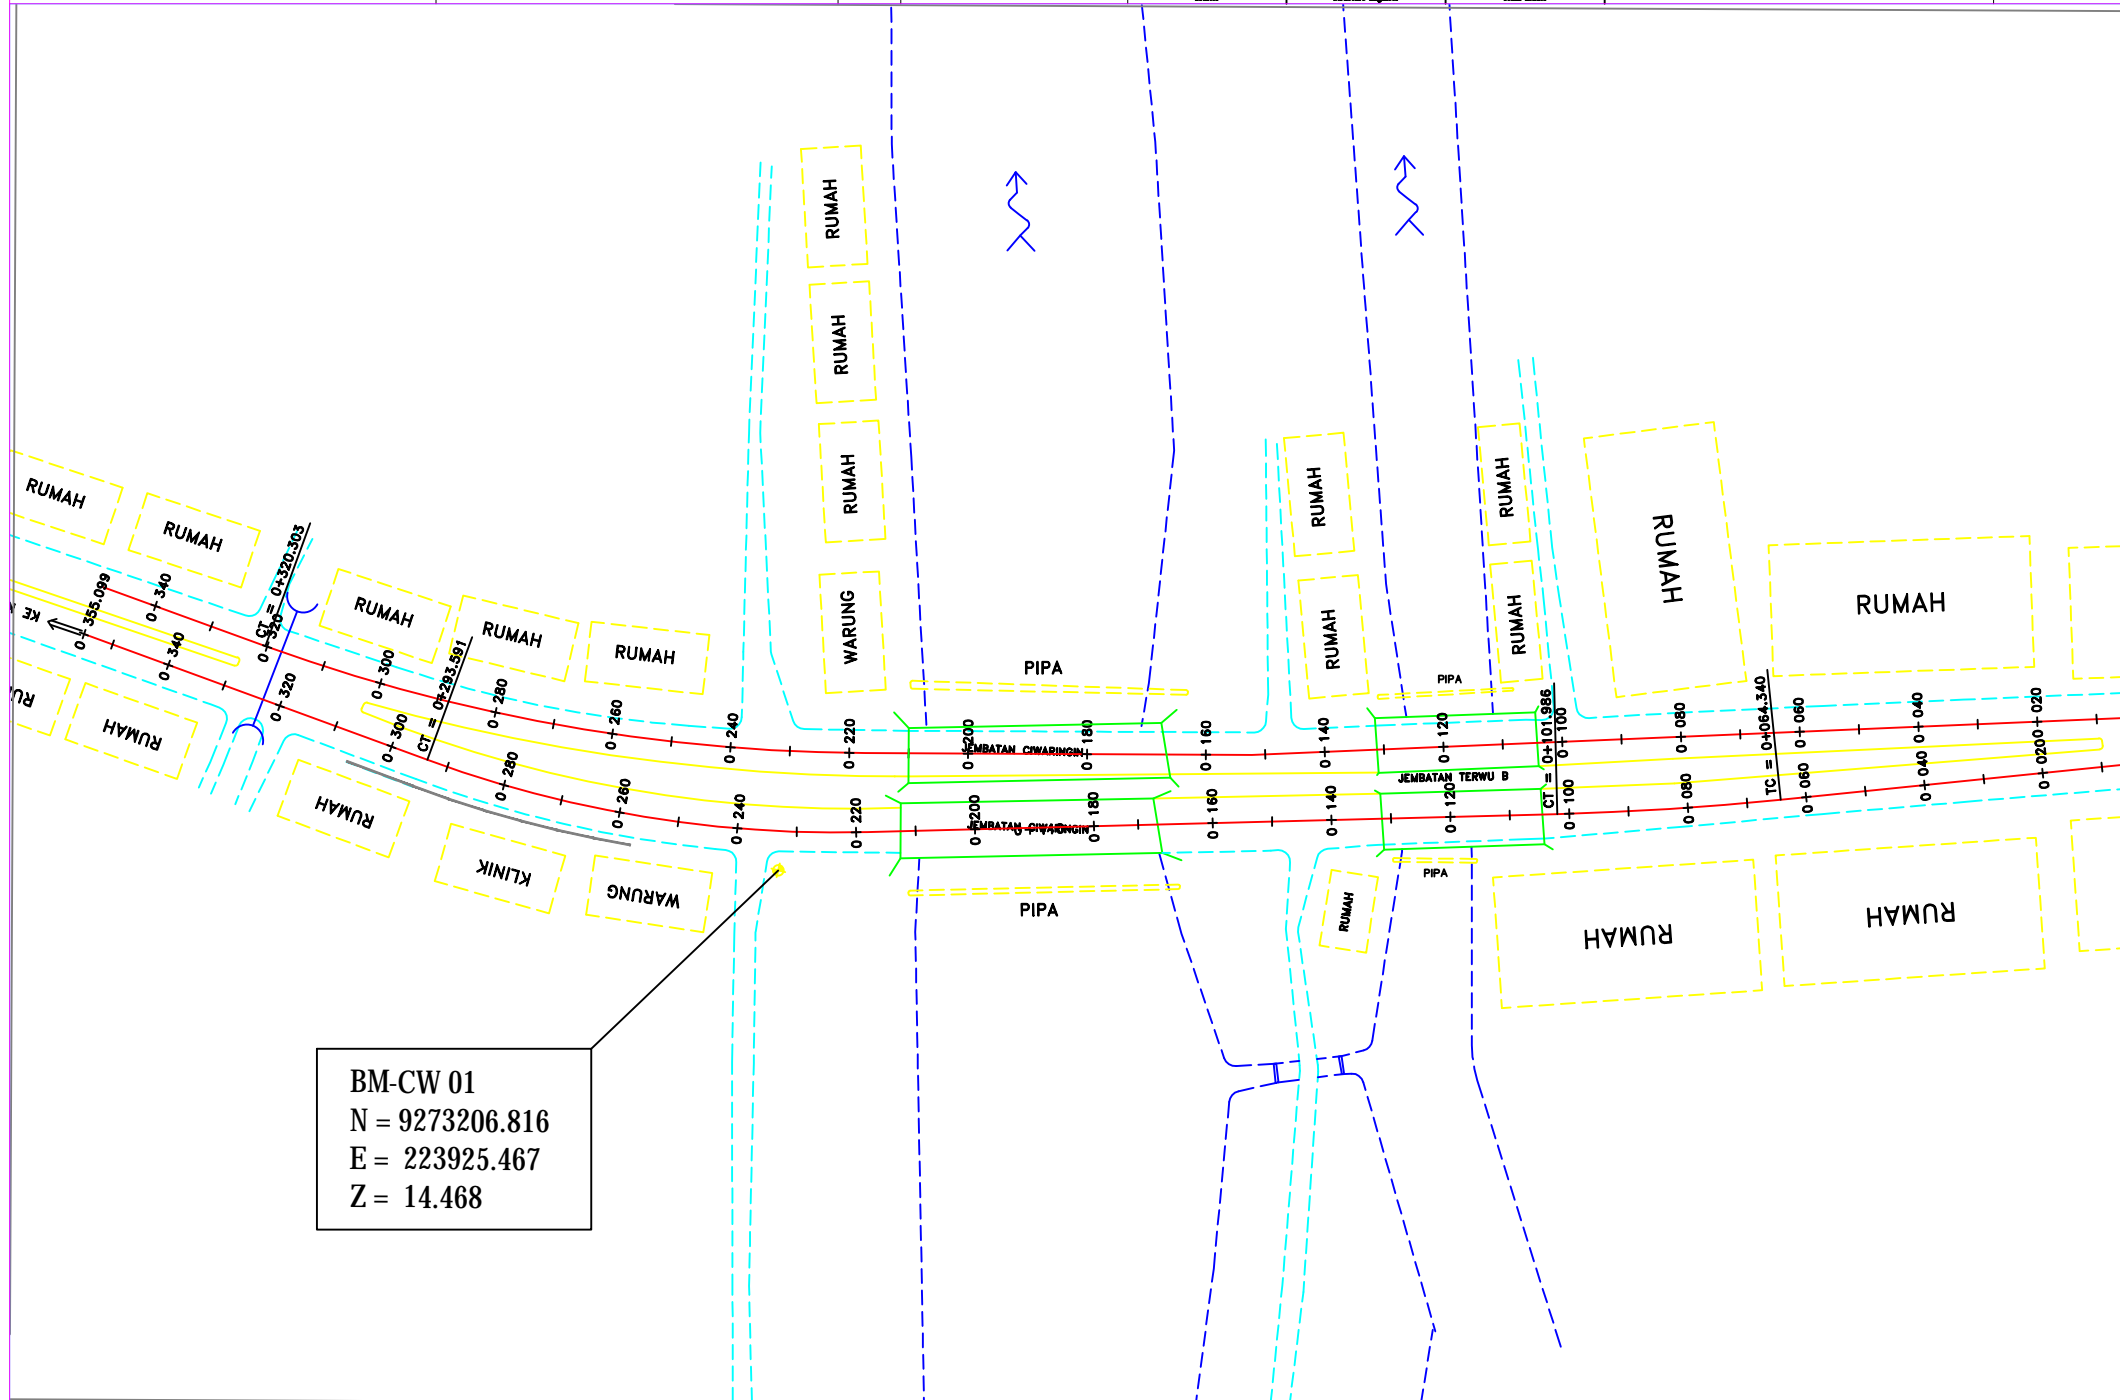 RUMAH
RUMAH
RUMAH
WARUNG
RUMAH
RUMAH
RUMAH
RUMAH
RUMAH
RUMAH
RUMAH
RUMAH
RUMAH
RUMAH
RUMAH
RUMAH
PIPA
PIPA
KE
0+355.099
0+340
CT = 0+320.303
0+320
0+300
0+280
0+260
0+240
0+220
0+200
0+180
0+160
0+140
0+120
0+100
0+080
0+060
0+040
0+020
JEMBATAN CIWARINGIN
JEMBATAN TERWU B
CT = 0+101.986
TC = 0+064.340
0+340
0+320
0+300
CT = 0+293.591
0+280
0+260
0+240
0+220
0+200
0+180
0+160
0+140
0+120
0+100
0+080
0+060
0+040
0+0200
JEMBATAN CIWARINGIN
RUMAH
RUMAH
KLINIK
WARUNG
PIPA
PIPA
RUMAH
RUMAH
RUMAH
BM-CW 01
N = 9273206.816
E = 223925.467
Z = 14.468